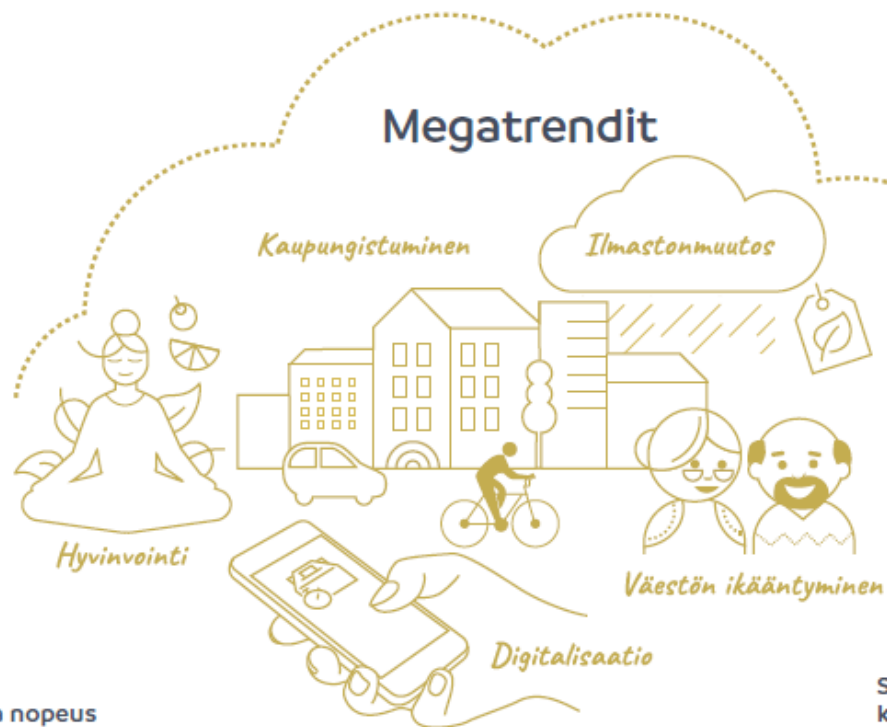 Megatrendit
Kaupungistuminen
Ilmastonmuutos
Hyvinvointi
Väestön ikääntyminen
Digitalisaatio
nopeus